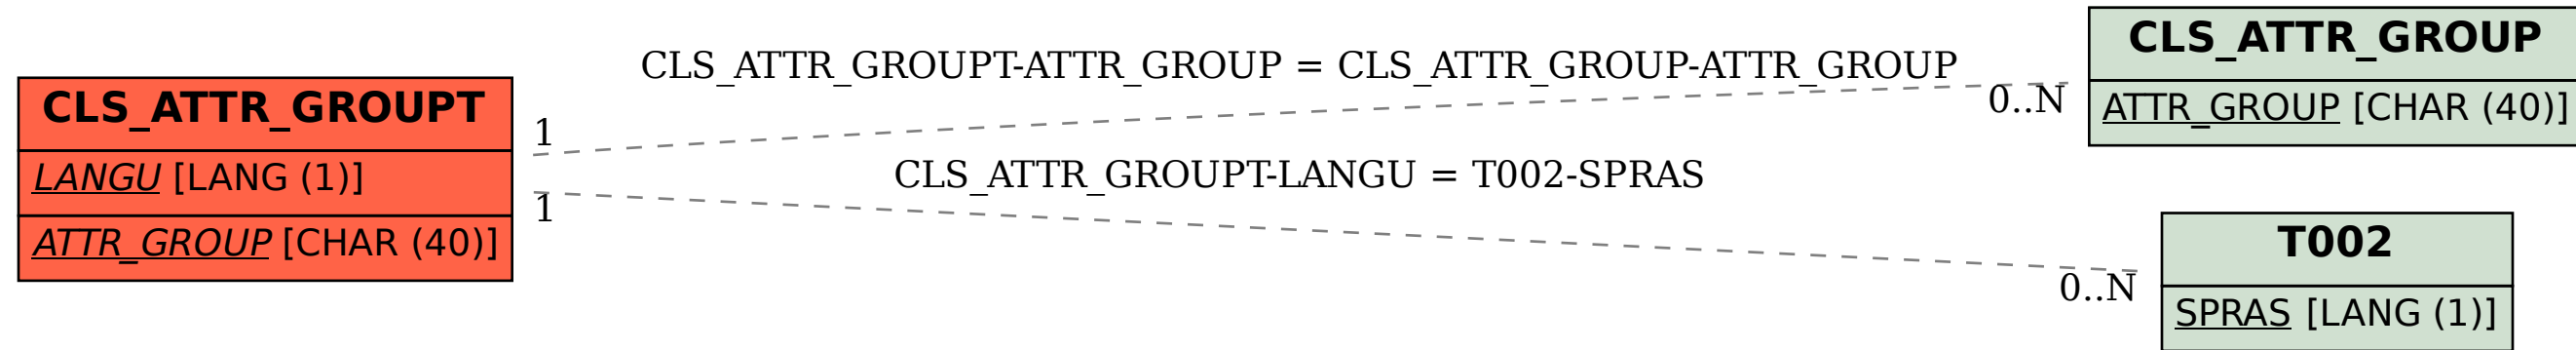 CLS_ATTR_GROUPT
LANGU [LANG (1)]
ATTR_GROUP [CHAR (40)]
CLS_ATTR_GROUPT-ATTR_GROUP = CLS_ATTR_GROUP-ATTR_GROUP
1
0..N
CLS_ATTR_GROUPT-LANGU = T002-SPRAS
1
0..N
CLS_ATTR_GROUP
ATTR_GROUP [CHAR (40)]
T002
SPRAS [LANG (1)]